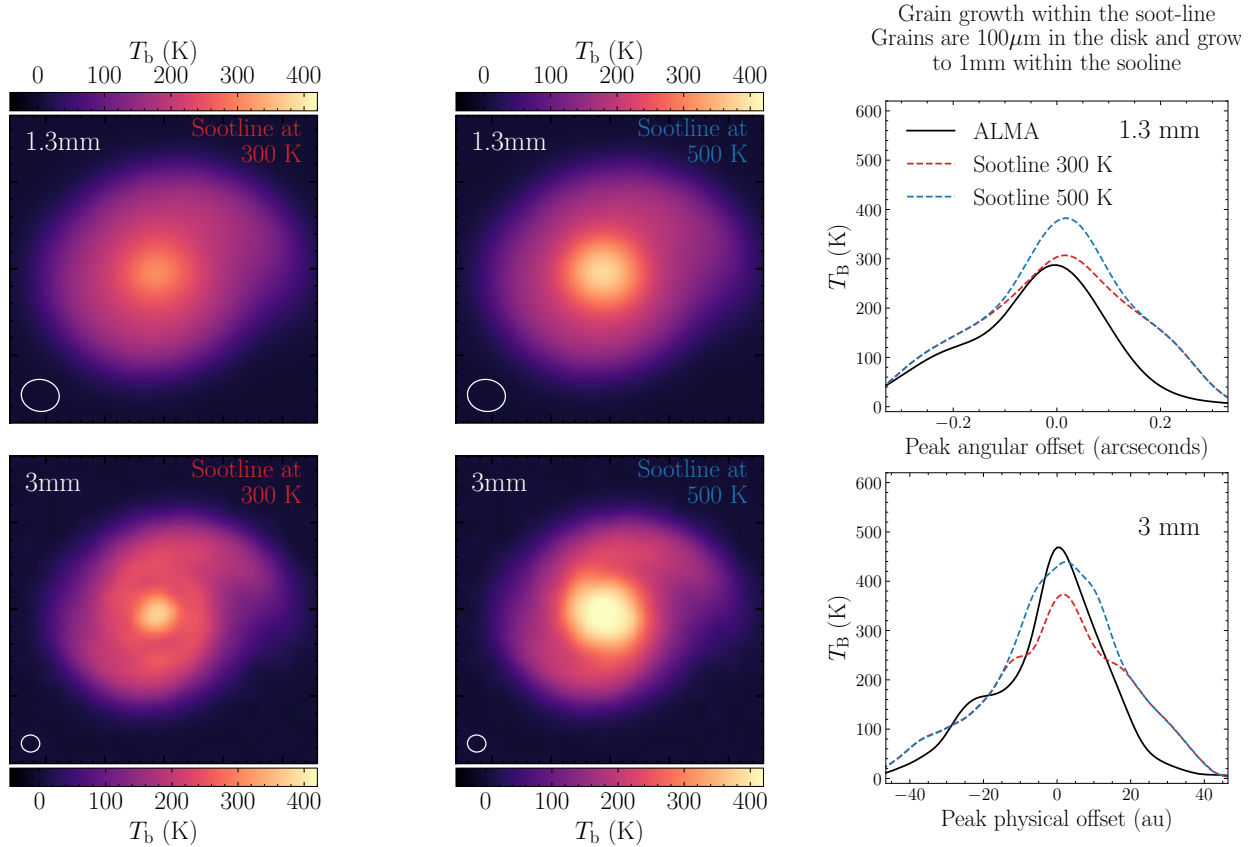 Grain growth within the soot-line
Grains are 100μm in the disk and grow
to 1mm within the sooline
T_b (K)
0 100 200 300 400
1.3mm
Sootline at
300 K
T_b (K)
0 100 200 300 400
1.3mm
Sootline at
500 K
600
500
400
300
200
100
0
T_B (K)
ALMA
Sootline 300 K
Sootline 500 K
1.3 mm
−0.2 0.0 0.2
Peak angular offset (arcseconds)
3mm
Sootline at
300 K
0 100 200 300 400
T_b (K)
3mm
Sootline at
500 K
0 100 200 300 400
T_b (K)
600
500
400
300
200
100
0
T_B (K)
3 mm
−40 −20 0 20 40
Peak physical offset (au)